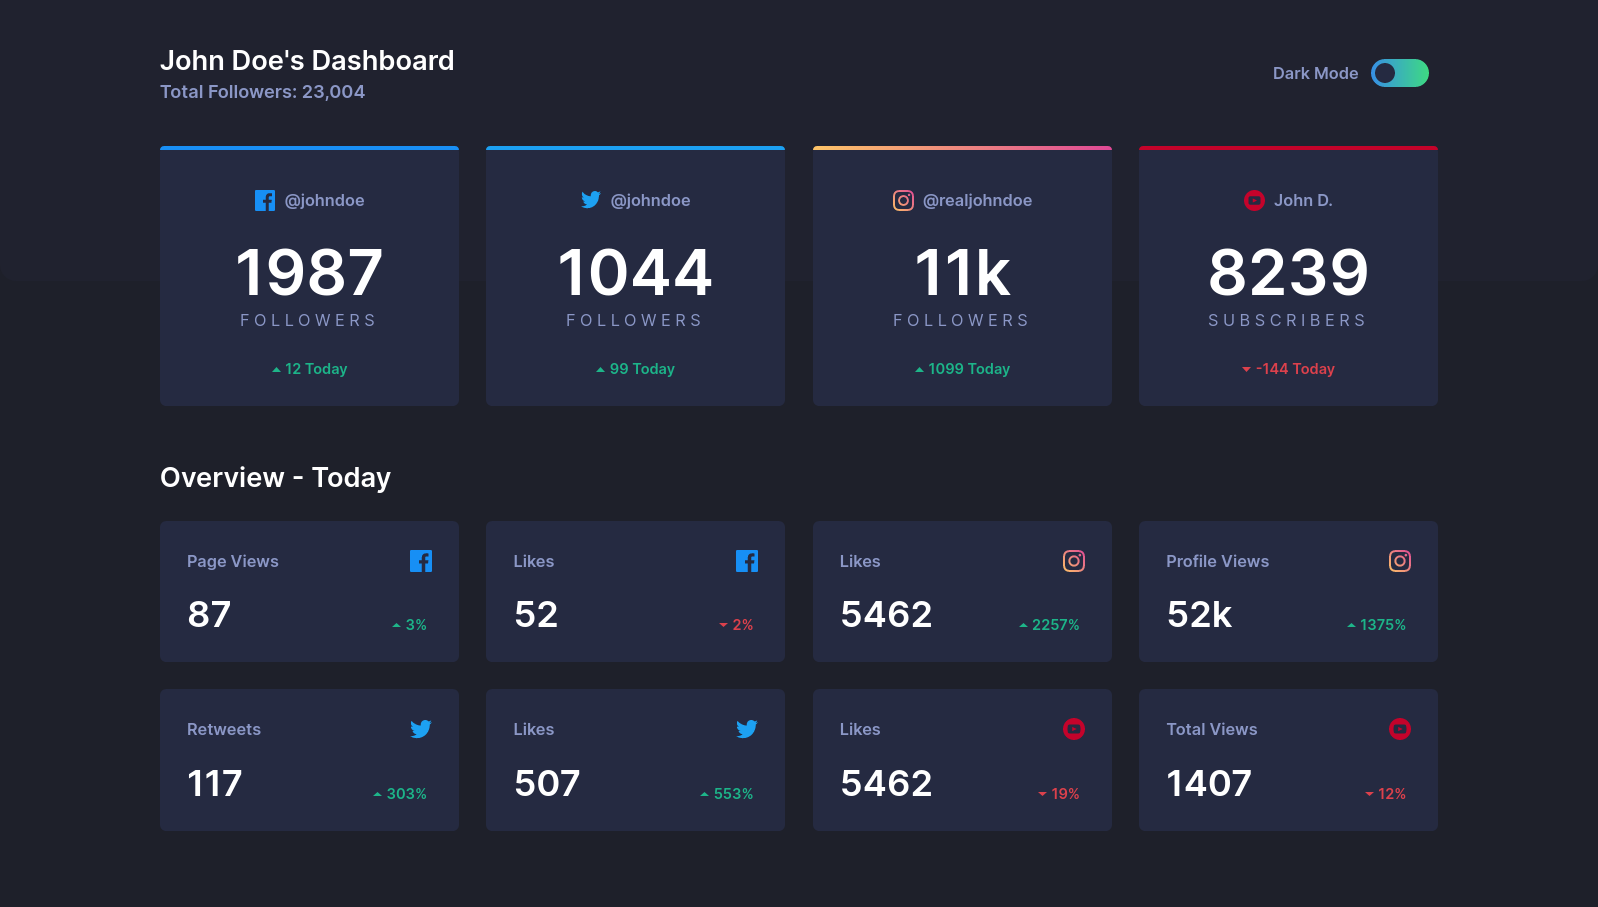 John Doe's Dashboard
Total Followers: 23,004
Dark Mode
@johndoe
1987
FOLLOWERS
12 Today
@johndoe
1044
FOLLOWERS
99 Today
@realjohndoe
11k
FOLLOWERS
1099 Today
John D.
8239
SUBSCRIBERS
-144 Today
Overview - Today
Page Views
87
3%
Likes
52
2%
Likes
5462
2257%
Profile Views
52k
1375%
Retweets
117
303%
Likes
507
553%
Likes
5462
19%
Total Views
1407
12%